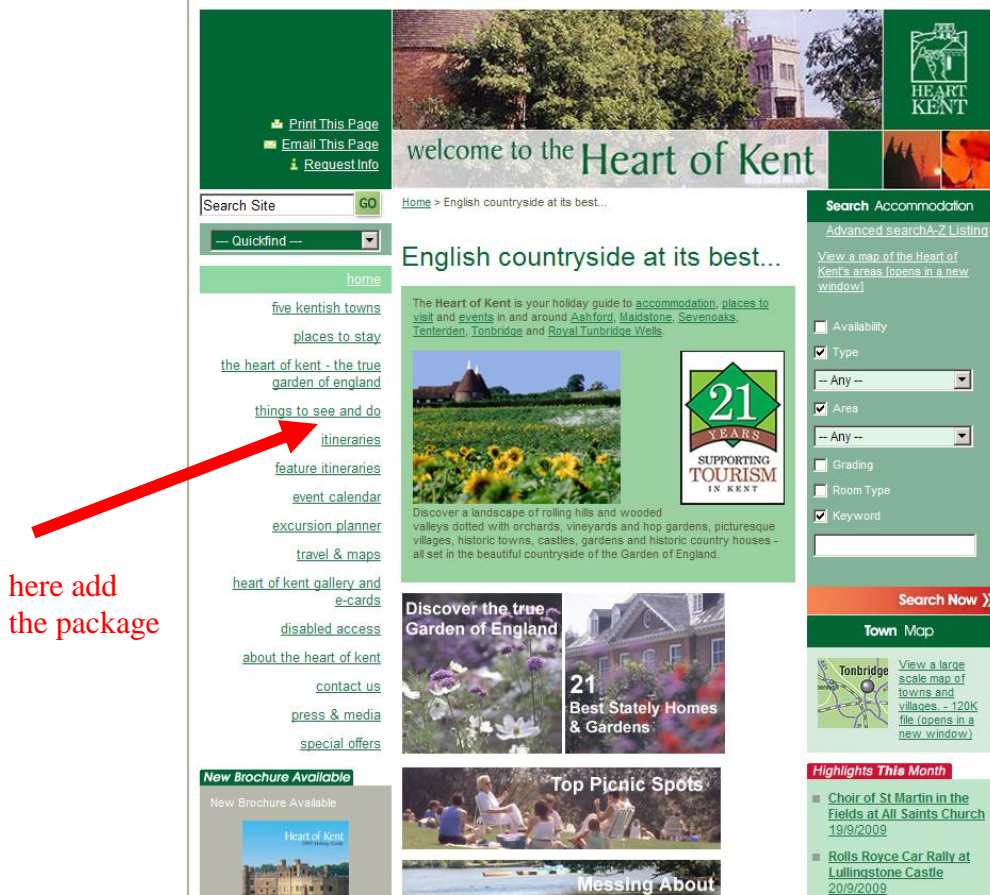 Print This Page
Email This Page
Request Info
welcome to the Heart of Kent
HEART
KENT
Search Site
GO
--- Quickfind ---
home
five kentish towns
places to stay
the heart of kent - the true
garden of england
things to see and do
itineraries
feature itineraries
event calendar
excursion planner
travel & maps
heart of kent gallery and
e-cards
disabled access
about the heart of kent
contact us
press & media
special offers
New Brochure Available
New Brochure Available
Heart of Kent
2009 Holiday Guide
here add
the package
Home > English countryside at its best...
English countryside at its best...
The Heart of Kent is your holiday guide to accommodation, places to
visit and events in and around Ashford, Maidstone, Sevenoaks,
Tenterden, Tonbridge and Royal Tunbridge Wells.
21
YEARS
SUPPORTING
TOURISM
IN KENT
Discover a landscape of rolling hills and wooded
valleys dotted with orchards, vineyards and hop gardens, picturesque
villages, historic towns, castles, gardens and historic country houses -
all set in the beautiful countryside of the Garden of England.
Discover the true
Garden of England
21
Best Stately Homes
& Gardens
Top Picnic Spots
Messing About
Search Accommodation
Advanced searchA-Z Listing
View a map of the Heart of
Kent's areas [opens in a new
window]
Availability
Type
-- Any --
Area
-- Any --
Grading
Room Type
Keyword
Search Now
Town Map
Tonbridge
View a large
scale map of
towns and
villages. - 120K
file (opens in a
new window)
Highlights This Month
Choir of St Martin in the
Fields at All Saints Church
19/9/2009
Rolls Royce Car Rally at
Lullingstone Castle
20/9/2009